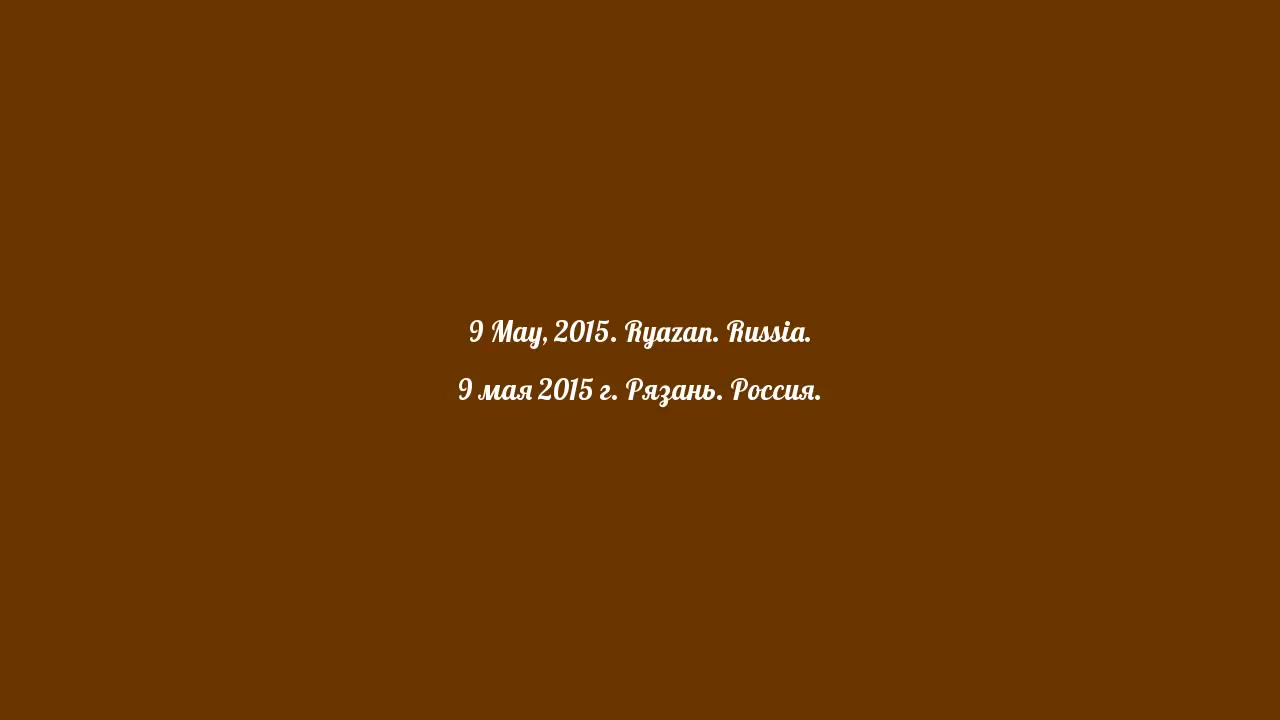 9 May, 2015. Ryazan. Russia.
9 мая 2015 г. Рязань. Россия.